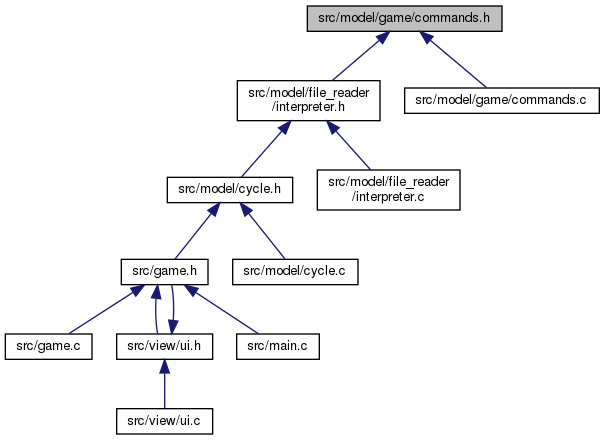 src/model/game/commands.h
src/model/file_reader
/interpreter.h
src/model/game/commands.c
src/model/cycle.h
src/model/file_reader
/interpreter.c
src/game.h
src/model/cycle.c
src/game.c
src/view/ui.h
src/main.c
src/view/ui.c